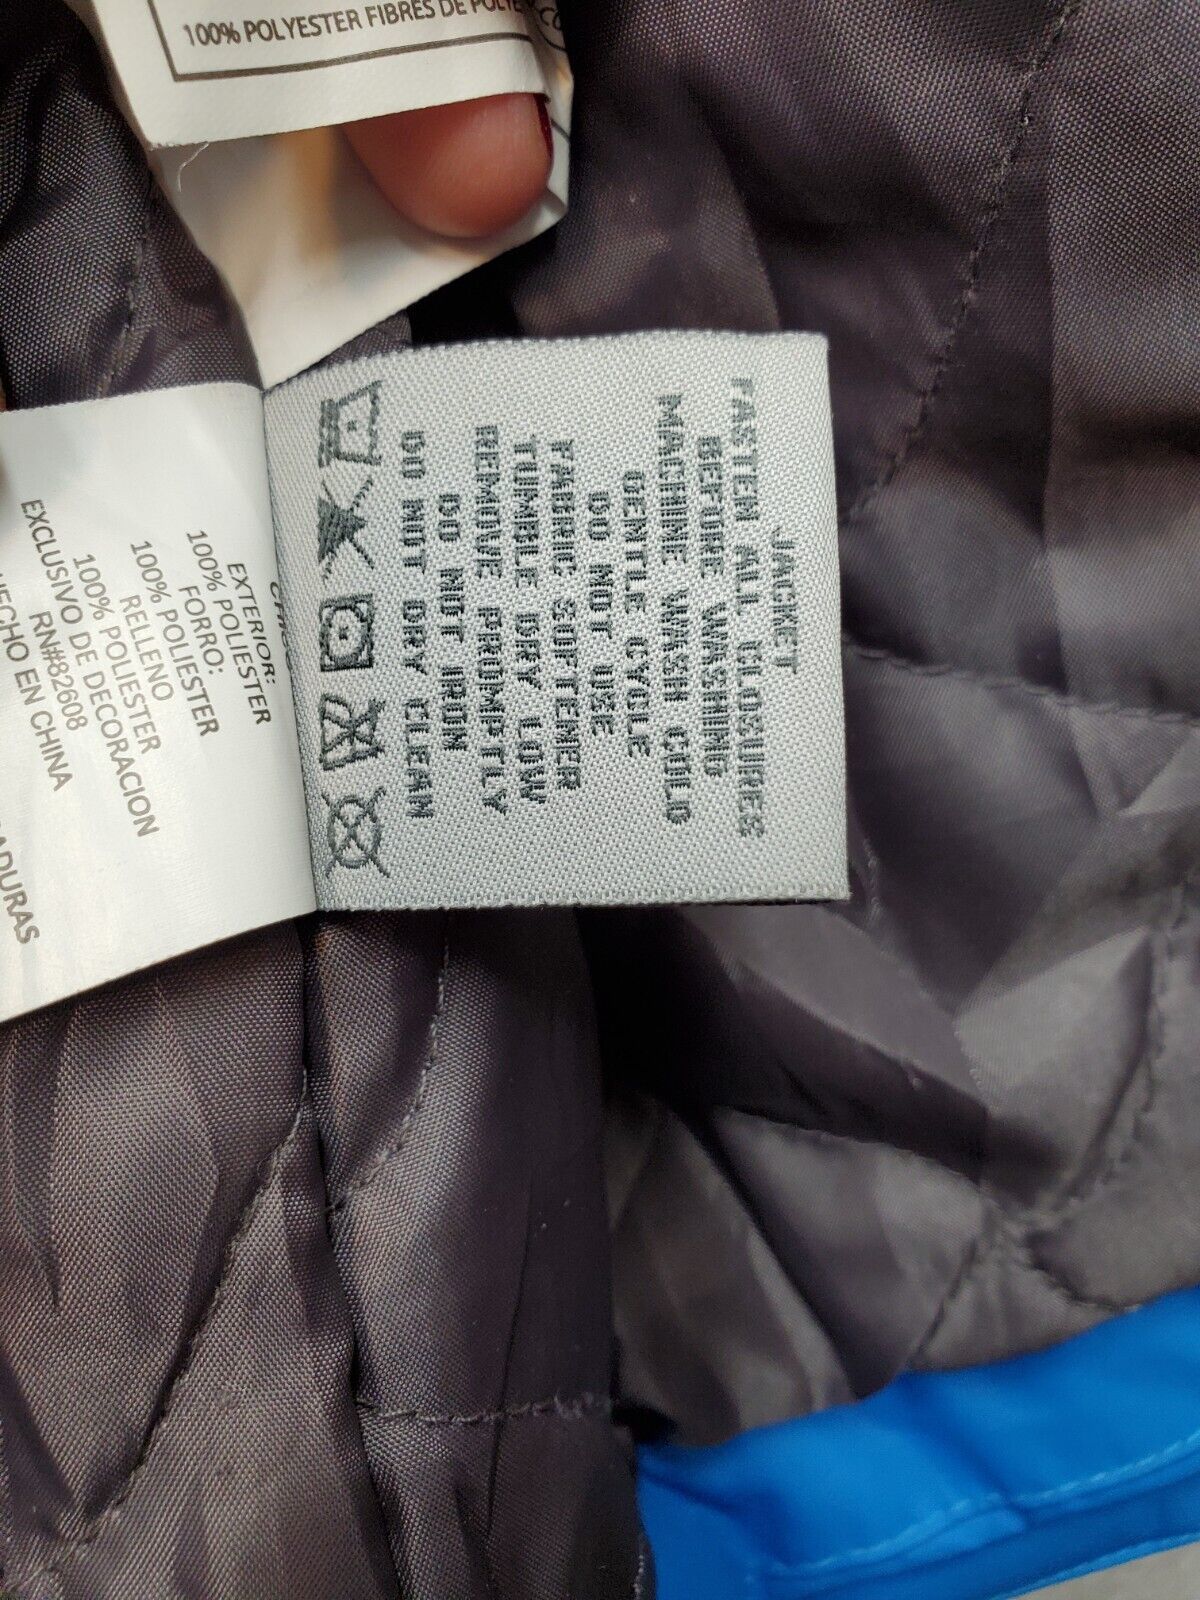 100% POLYESTER FIBRES DE
JACKET
FASTEN ALL CLOSURES
BEFORE WASHING
MACHINE WASH COLD
GENTLE CYCLE
DO NOT USE
FABRIC SOFTENER
TUMBLE DRY LOW
REMOVE PROMPTLY
DO NOT IRON
DO NOT DRY CLEAN
EXTERIOR:
100% POLIESTER
FORRO:
100% POLIESTER
RELLENO
100% POLIESTER
EXCLUSIVO DE DECORACION
RN#82608
HECHO EN CHINA